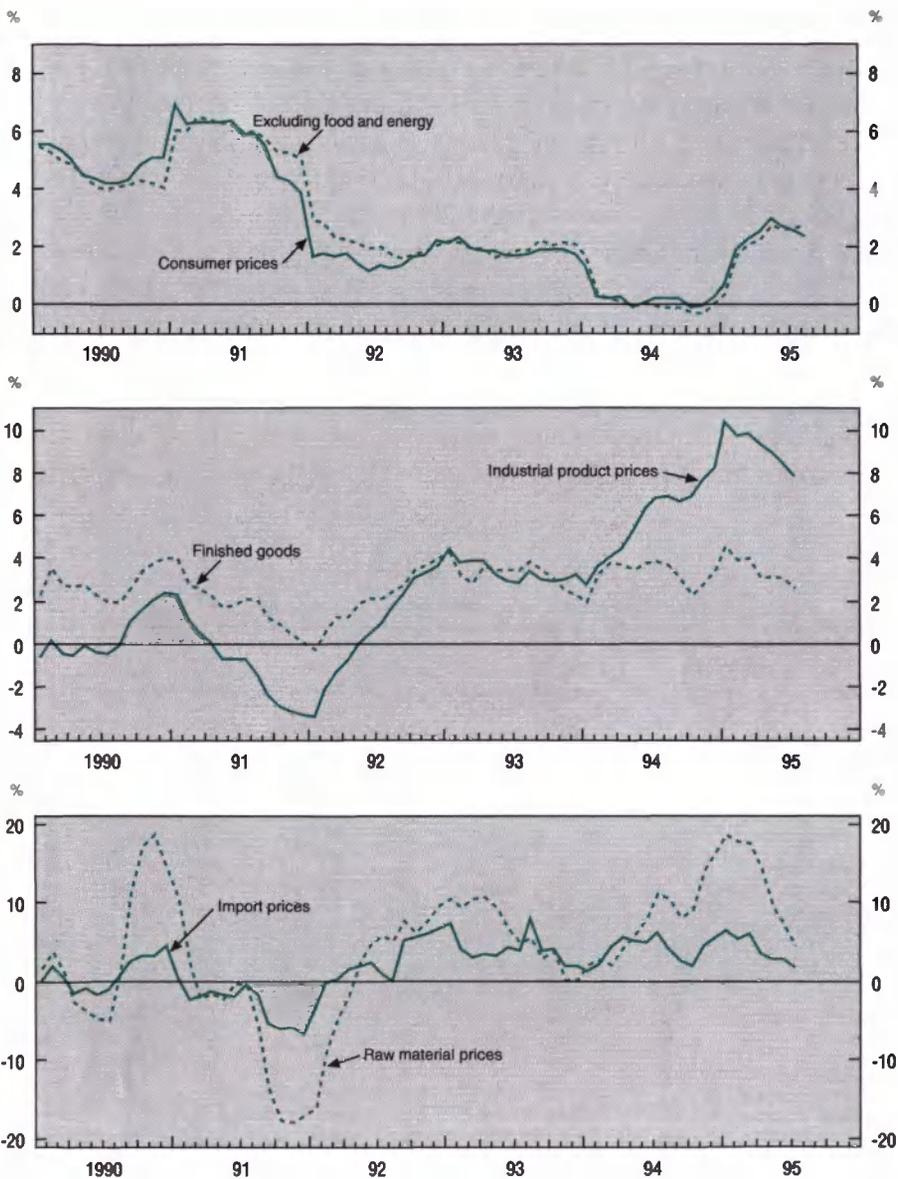 % %
8 8
6 6
4 4
2 2
0 0
Excluding food and energy
Consumer prices
1990 91 92 93 94 95
% %
10 10
8 8
6 6
4 4
2 2
0 0
-2 -2
-4 -4
Industrial product prices
Finished goods
1990 91 92 93 94 95
% %
20 20
10 10
0 0
-10 -10
-20 -20
Import prices
Raw material prices
1990 91 92 93 94 95